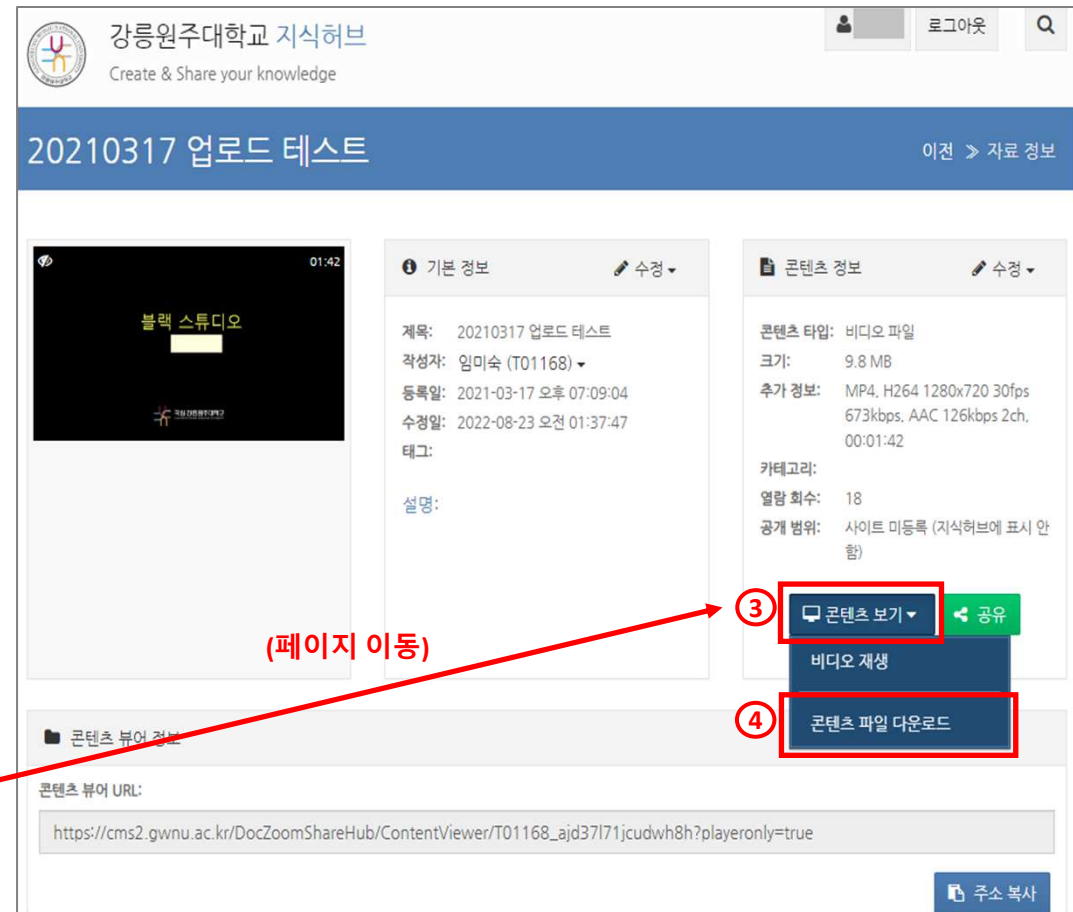 강릉원주대학교 지식허브
Create & Share your knowledge
로그아웃
20210317 업로드 테스트
이전 ≫ 자료 정보
01:42
블랙 스튜디오
기본 정보
수정
제목: 20210317 업로드 테스트
작성자: 임미숙 (T01168)
등록일: 2021-03-17 오후 07:09:04
수정일: 2022-08-23 오전 01:37:47
태그:
설명:
콘텐츠 정보
수정
콘텐츠 타입: 비디오 파일
크기: 9.8 MB
추가 정보: MP4, H264 1280x720 30fps
673kbps, AAC 126kbps 2ch,
00:01:42
카테고리:
열람 회수: 18
공개 범위: 사이트 미등록 (지식허브에 표시 안
함)
③
콘텐츠 보기
공유
비디오 재생
④
콘텐츠 파일 다운로드
(페이지 이동)
콘텐츠 뷰어 정보
콘텐츠 뷰어 URL:
https://cms2.gwnu.ac.kr/DocZoomShareHub/ContentViewer/T01168_ajd37l71jcudwh8h?playeronly=true
주소 복사